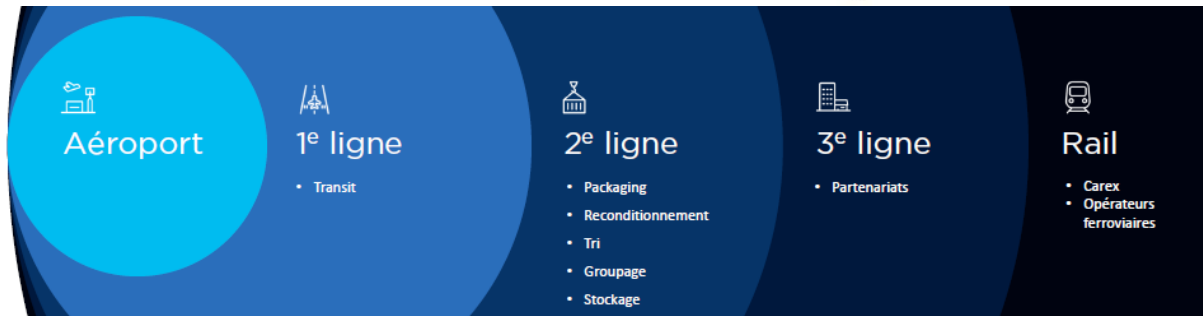 Aéroport
1e ligne
• Transit
2e ligne
• Packaging
• Reconditionnement
• Tri
• Groupage
• Stockage
3e ligne
• Partenariats
Rail
• Carex
• Opérateurs
ferroviaires